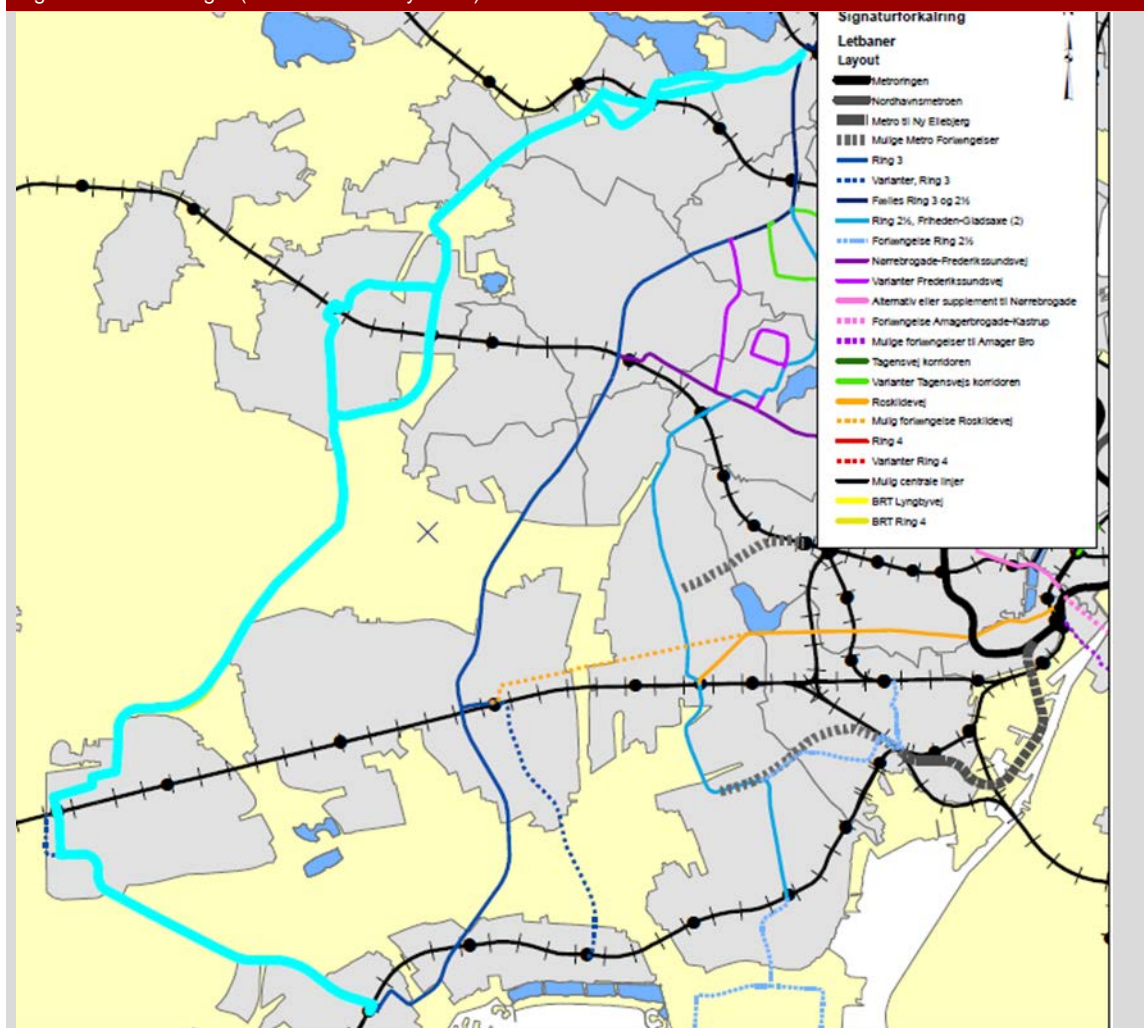 Signaturforkalring
Letbaner
Layout
Metroringen
Nordhavnsmetroen
Metro til Ny Ellebjerg
Mulige Metro Forlængelser
Ring 3
Varianter, Ring 3
Fælles Ring 3 og 2½
Ring 2½, Friheden-Gladsaxe (2)
Forlængelse Ring 2½
Nørrebrogade-Frederikssundsvej
Varianter Frederikssundsvej
Alternativ eller supplement til Nørrebrogade
Forlængelse Amagerbrogade-Kastrup
Mulige forlængelser til Amager Bro
Tagensvej korridoren
Varianter Tagensvejs korridoren
Roskildevej
Mulig forlængelse Roskildevej
Ring 4
Varianter Ring 4
Mulig centrale linjer
BRT Lyngbyvej
BRT Ring 4